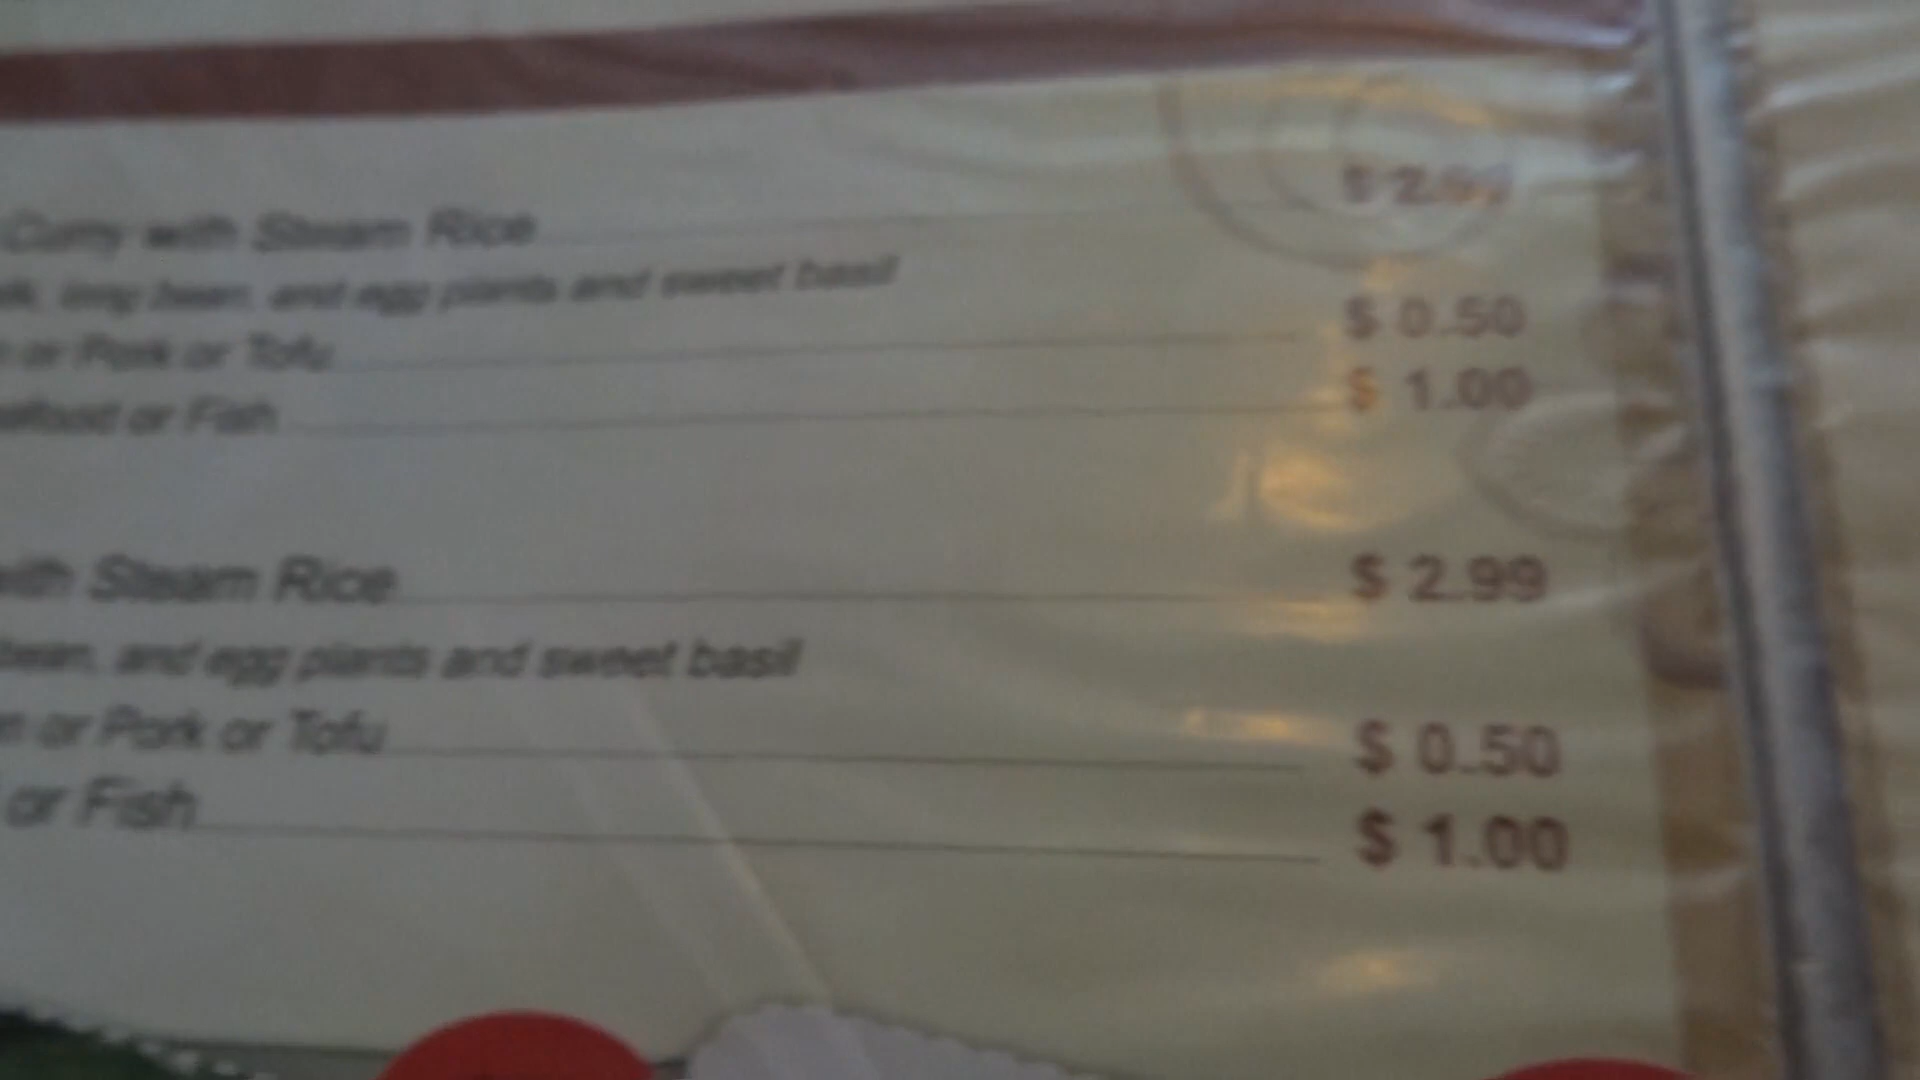 Curry with Steam Rice $ 2.99
long bean, and egg plants and sweet basil
or Pork or Tofu $ 0.50
or Fish $ 1.00
with Steam Rice $ 2.99
bean, and egg plants and sweet basil
or Pork or Tofu $ 0.50
or Fish $ 1.00